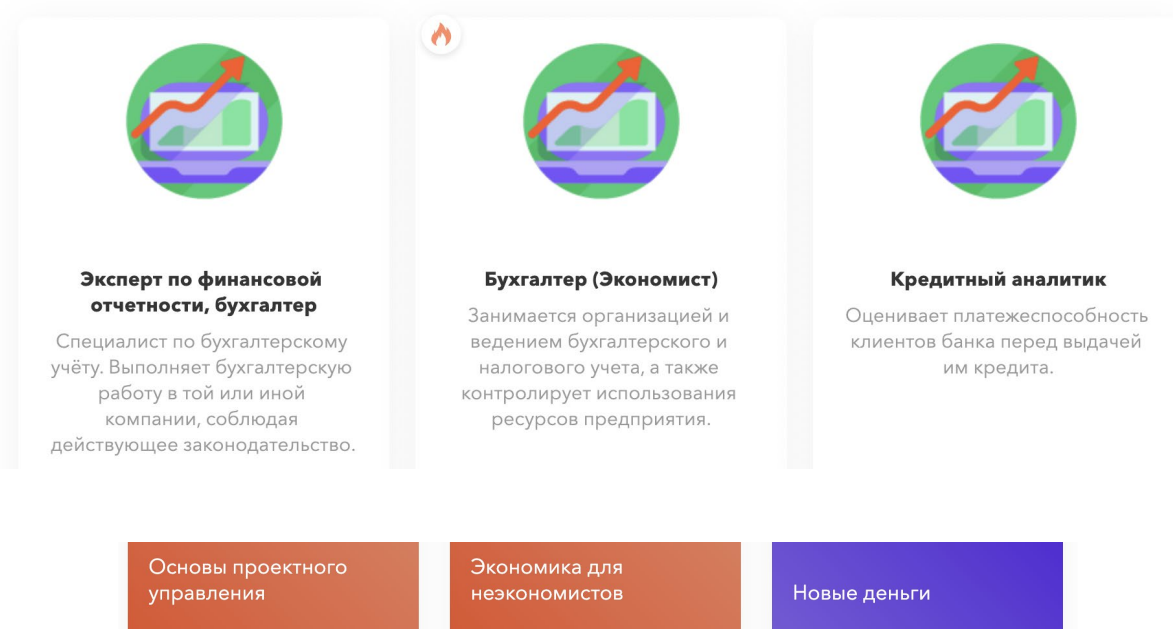 Эксперт по финансовой
отчетности, бухгалтер
Специалист по бухгалтерскому
учёту. Выполняет бухгалтерскую
работу в той или иной
компании, соблюдая
действующее законодательство.
Бухгалтер (Экономист)
Занимается организацией и
ведением бухгалтерского и
налогового учета, а также
контролирует использования
ресурсов предприятия.
Кредитный аналитик
Оценивает платежеспособность
клиентов банка перед выдачей
им кредита.
Основы проектного
управления
Экономика для
неэкономистов
Новые деньги